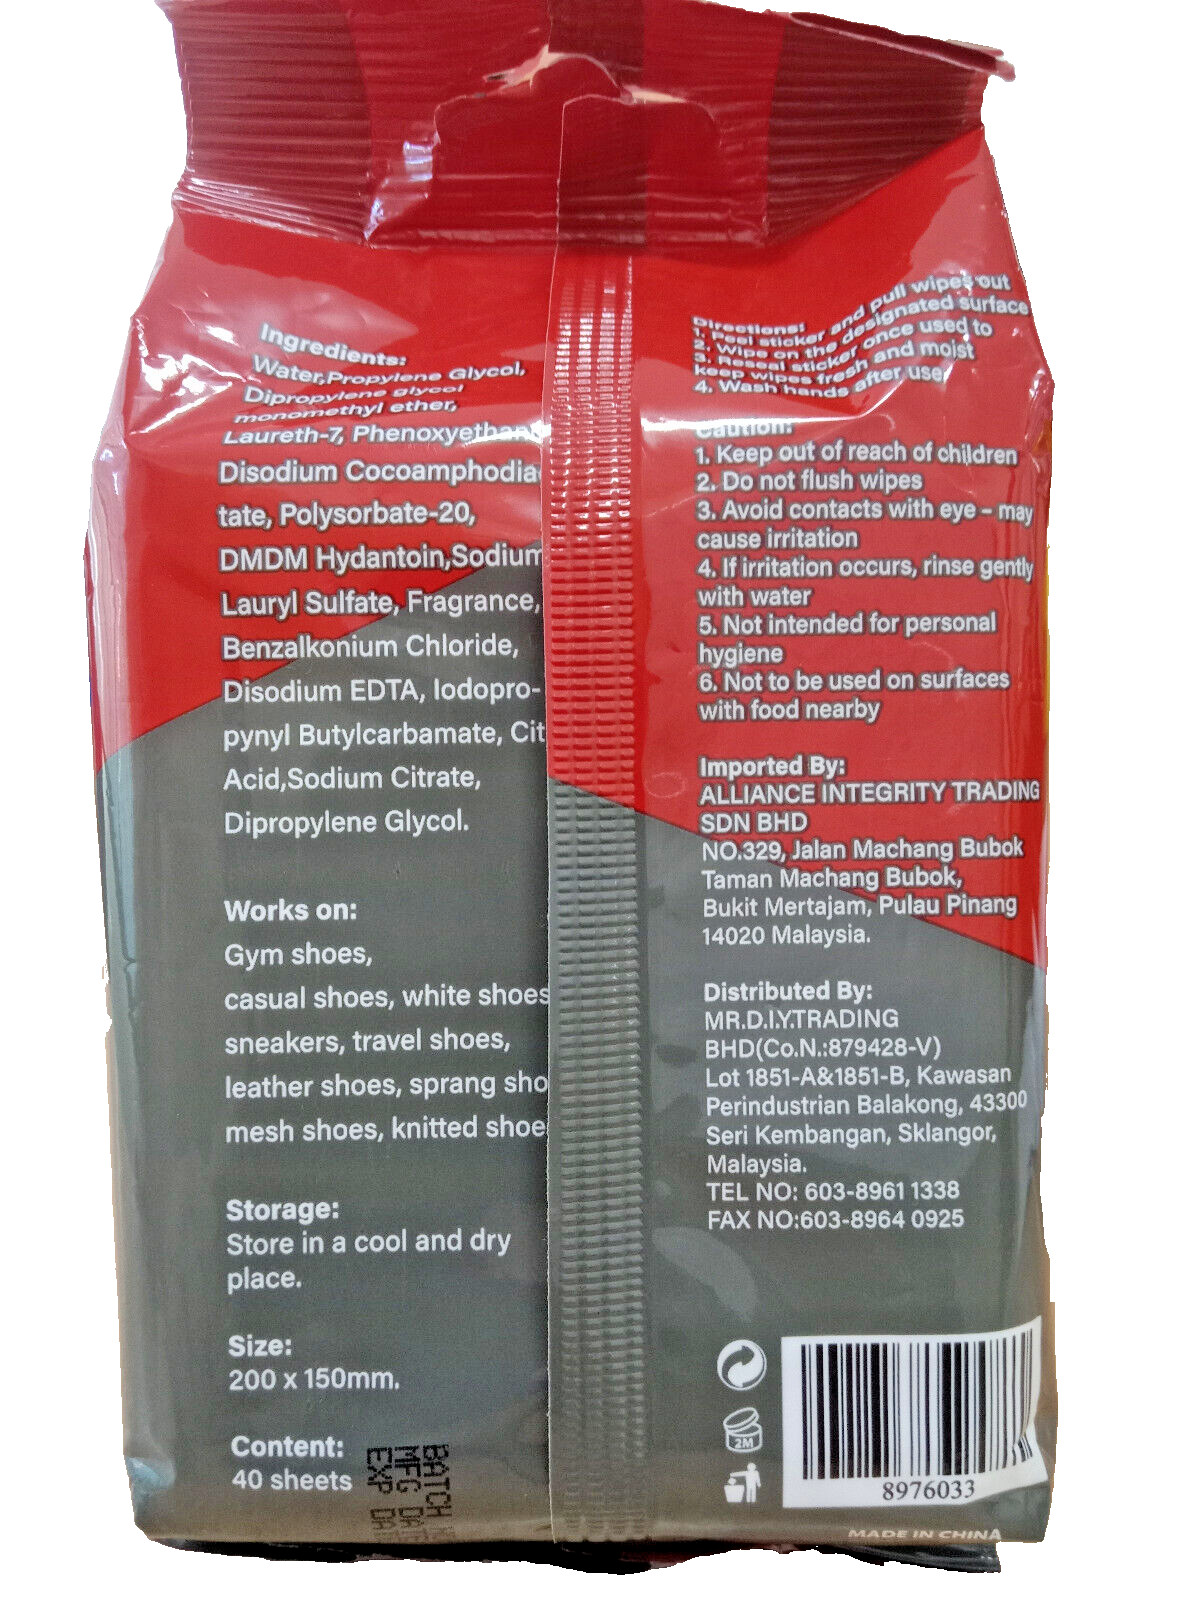 Ingredients:
Water,Propylene Glycol,
Dipropylene glycol
monomethyl ether,
Laureth-7, Phenoxyethan
Disodium Cocoamphodia
tate, Polysorbate-20,
DMDM Hydantoin,Sodium
Lauryl Sulfate, Fragrance,
Benzalkonium Chloride,
Disodium EDTA, Iodopro-
pynyl Butylcarbamate, Cit
Acid,Sodium Citrate,
Dipropylene Glycol.
Works on:
Gym shoes,
casual shoes, white shoes
sneakers, travel shoes,
leather shoes, sprang sho
mesh shoes, knitted shoe
Storage:
Store in a cool and dry
place.
Size:
200 x 150mm.
Content:
40 sheets
BATCH
MFG DATE
EXP DA
Directions:
1. Peel sticker and pull wipes out
2. Wipe on the designated surface
3. Reseal sticker once used to
keep wipes fresh and moist
4. Wash hands after use
Caution:
1. Keep out of reach of children
2. Do not flush wipes
3. Avoid contacts with eye – may
cause irritation
4. If irritation occurs, rinse gently
with water
5. Not intended for personal
hygiene
6. Not to be used on surfaces
with food nearby
Imported By:
ALLIANCE INTEGRITY TRADING
SDN BHD
NO.329, Jalan Machang Bubok
Taman Machang Bubok,
Bukit Mertajam, Pulau Pinang
14020 Malaysia.
Distributed By:
MR.D.I.Y.TRADING
BHD(Co.N.:879428-V)
Lot 1851-A&1851-B, Kawasan
Perindustrian Balakong, 43300
Seri Kembangan, Sklangor,
Malaysia.
TEL NO: 603-8961 1338
FAX NO:603-8964 0925
2M
8976033
MADE IN CHINA